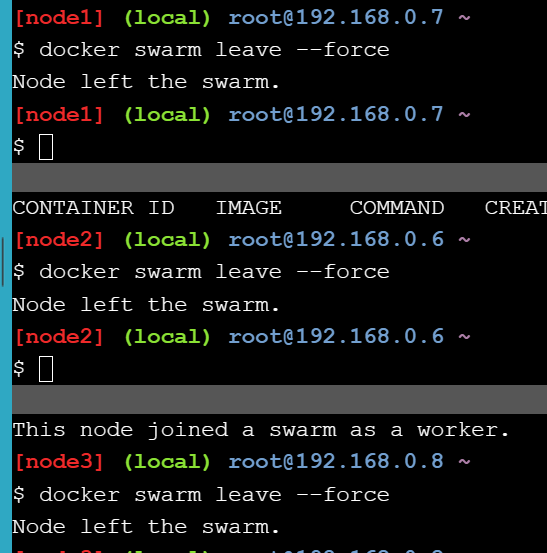 [node1] (local) root@192.168.0.7 ~
$ docker swarm leave --force
Node left the swarm.
[node1] (local) root@192.168.0.7 ~
$
CONTAINER ID   IMAGE     COMMAND   CREAT
[node2] (local) root@192.168.0.6 ~
$ docker swarm leave --force
Node left the swarm.
[node2] (local) root@192.168.0.6 ~
$
This node joined a swarm as a worker.
[node3] (local) root@192.168.0.8 ~
$ docker swarm leave --force
Node left the swarm.